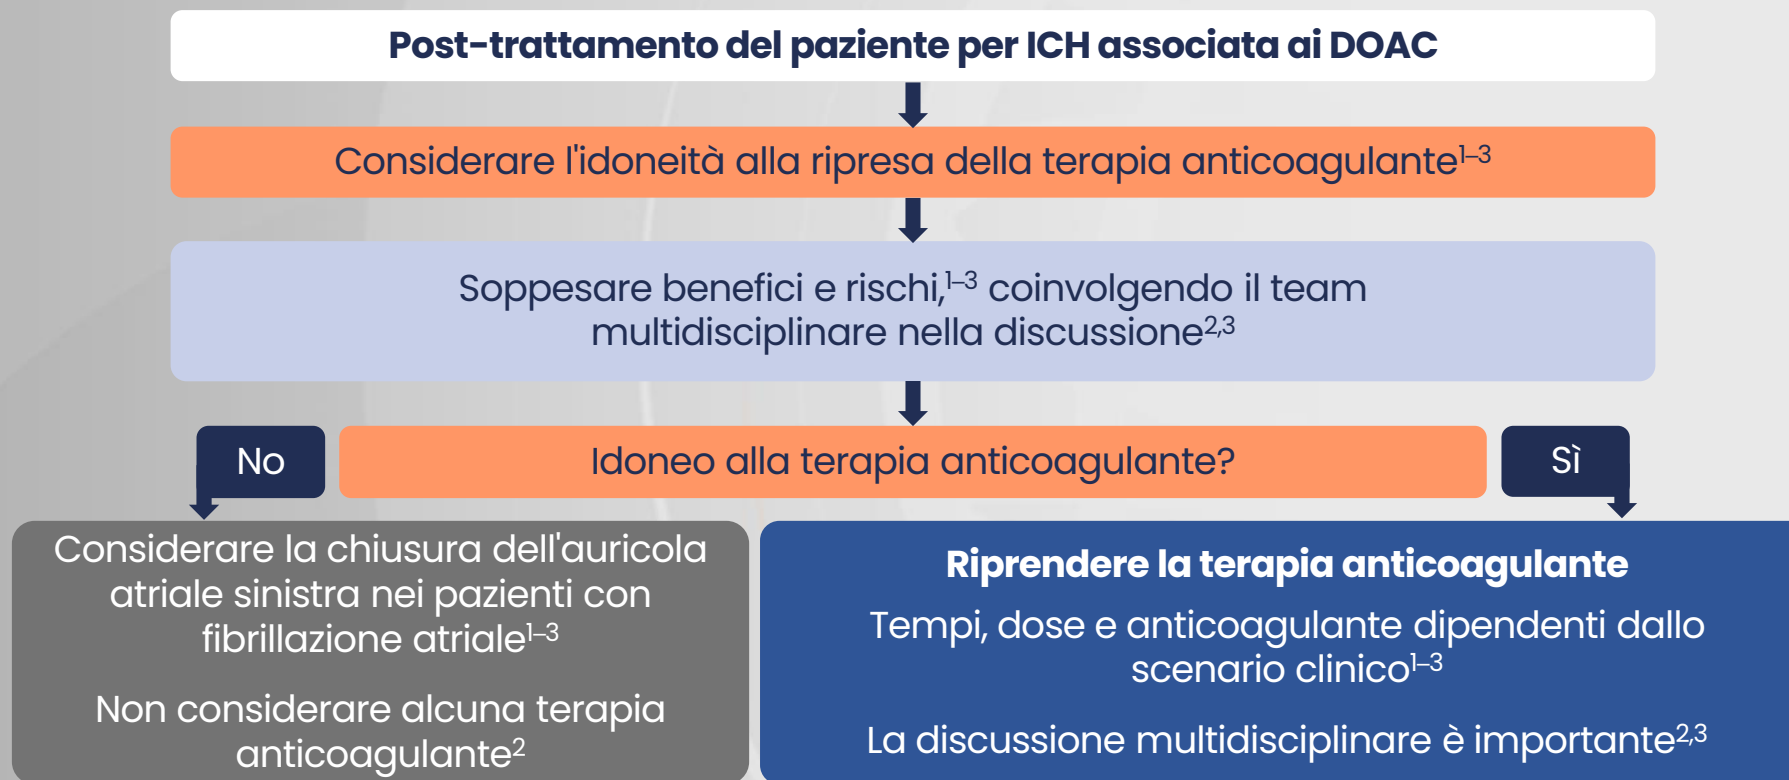 Post-trattamento del paziente per ICH associata ai DOAC
Considerare l'idoneità alla ripresa della terapia anticoagulante¹⁻³
Soppesare benefici e rischi,¹⁻³ coinvolgendo il team
multidisciplinare nella discussione²,³
No
Idoneo alla terapia anticoagulante?
Sì
Considerare la chiusura dell'auricola
atriale sinistra nei pazienti con
fibrillazione atriale¹⁻³
Non considerare alcuna terapia
anticoagulante²
Riprendere la terapia anticoagulante
Tempi, dose e anticoagulante dipendenti dallo
scenario clinico¹⁻³
La discussione multidisciplinare è importante²,³